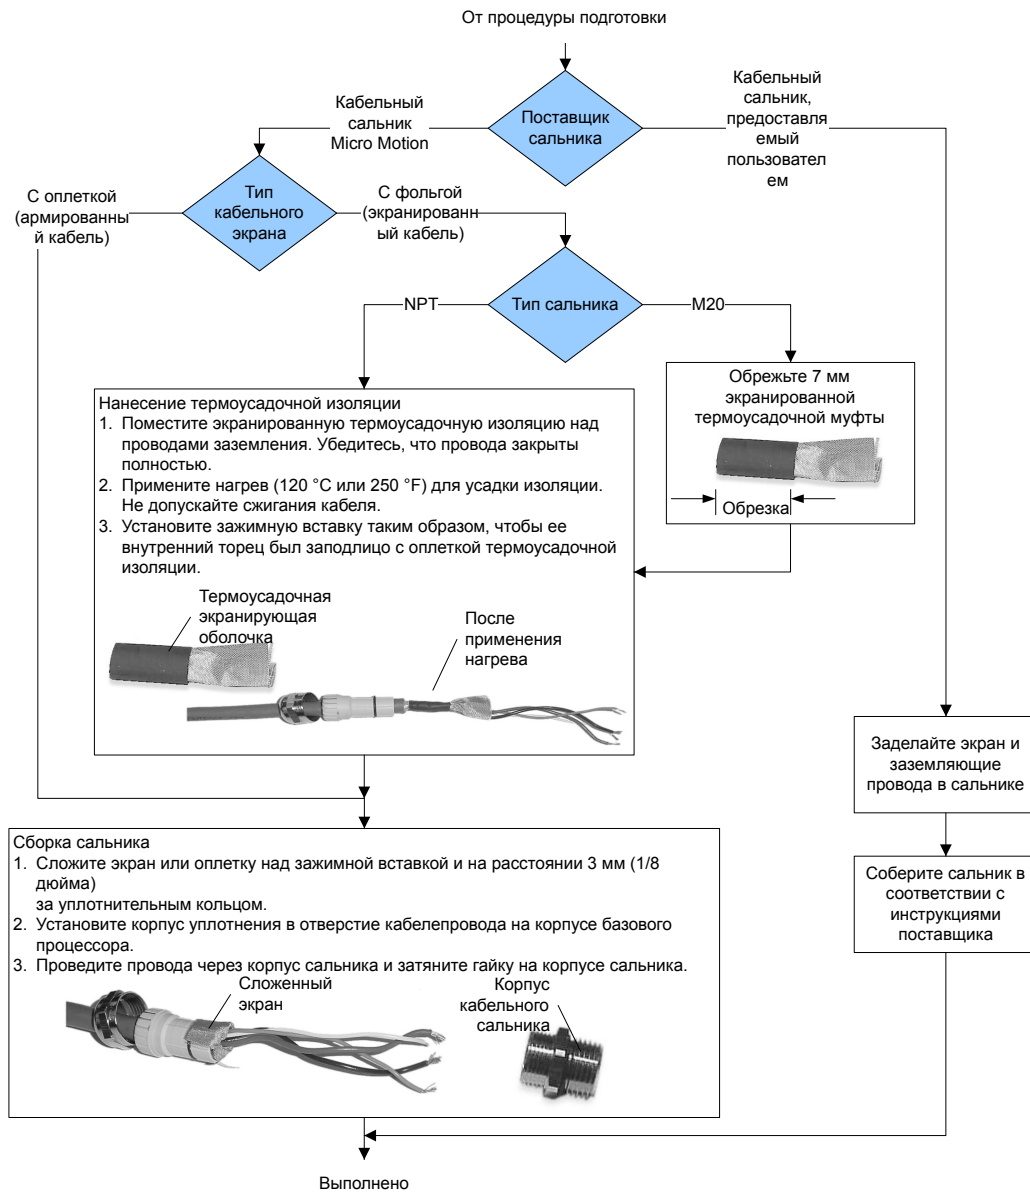 От процедуры подготовки
Поставщик
сальника
Кабельный
сальник
Micro Motion
Кабельный
сальник,
предоставля
емый
пользовател
ем
Тип
кабельного
экрана
С оплеткой
(армированны
й кабель)
С фольгой
(экранированн
ый кабель)
Тип сальника
NPT
M20
Обрежьте 7 мм
экранированной
термоусадочной муфты
Обрезка
Нанесение термоусадочной изоляции
1. Поместите экранированную термоусадочную изоляцию над
проводами заземления. Убедитесь, что провода закрыты
полностью.
2. Примените нагрев (120 °C или 250 °F) для усадки изоляции.
Не допускайте сжигания кабеля.
3. Установите зажимную вставку таким образом, чтобы ее
внутренний торец был заподлицо с оплеткой термоусадочной
изоляции.
Термоусадочная
экранирующая
оболочка
После
применения
нагрева
Заделайте экран и
заземляющие
провода в сальнике
Соберите сальник в
соответствии с
инструкциями
поставщика
Сборка сальника
1. Сложите экран или оплетку над зажимной вставкой и на расстоянии 3 мм (1/8
дюйма)
за уплотнительным кольцом.
2. Установите корпус уплотнения в отверстие кабелепровода на корпусе базового
процессора.
3. Проведите провода через корпус сальника и затяните гайку на корпусе сальника.
Сложенный
экран
Корпус
кабельного
сальника
Выполнено